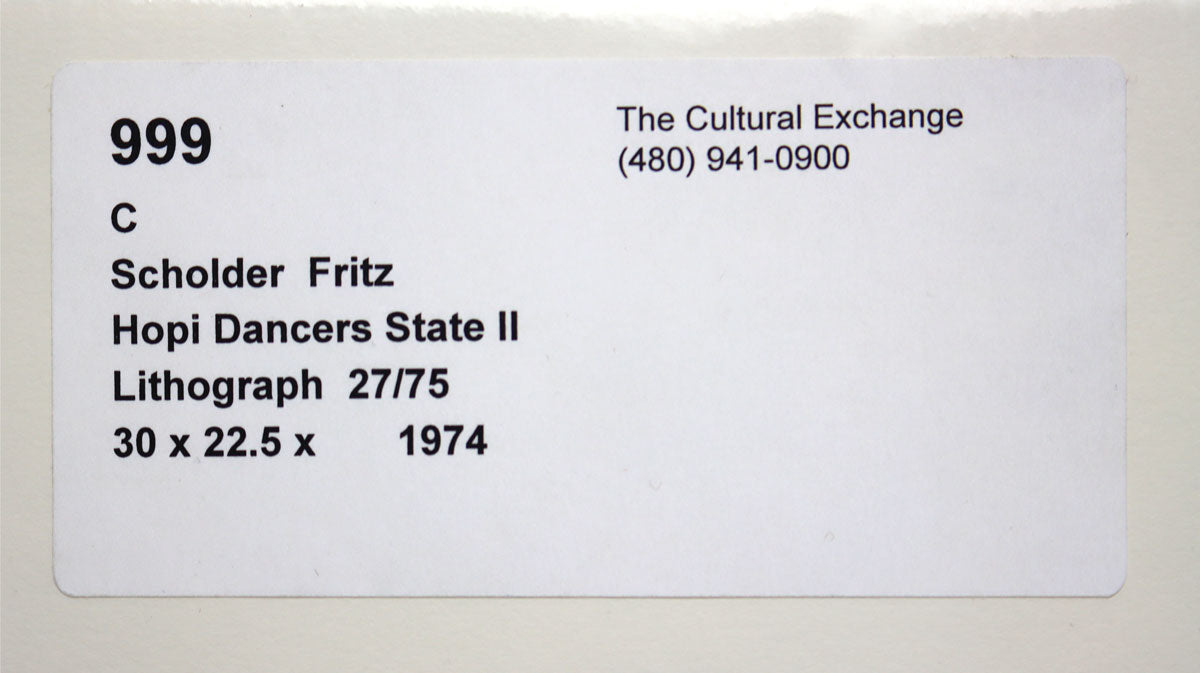 999
C
Scholder Fritz
Hopi Dancers State II
Lithograph 27/75
30 x 22.5 x 1974
The Cultural Exchange
(480) 941-0900